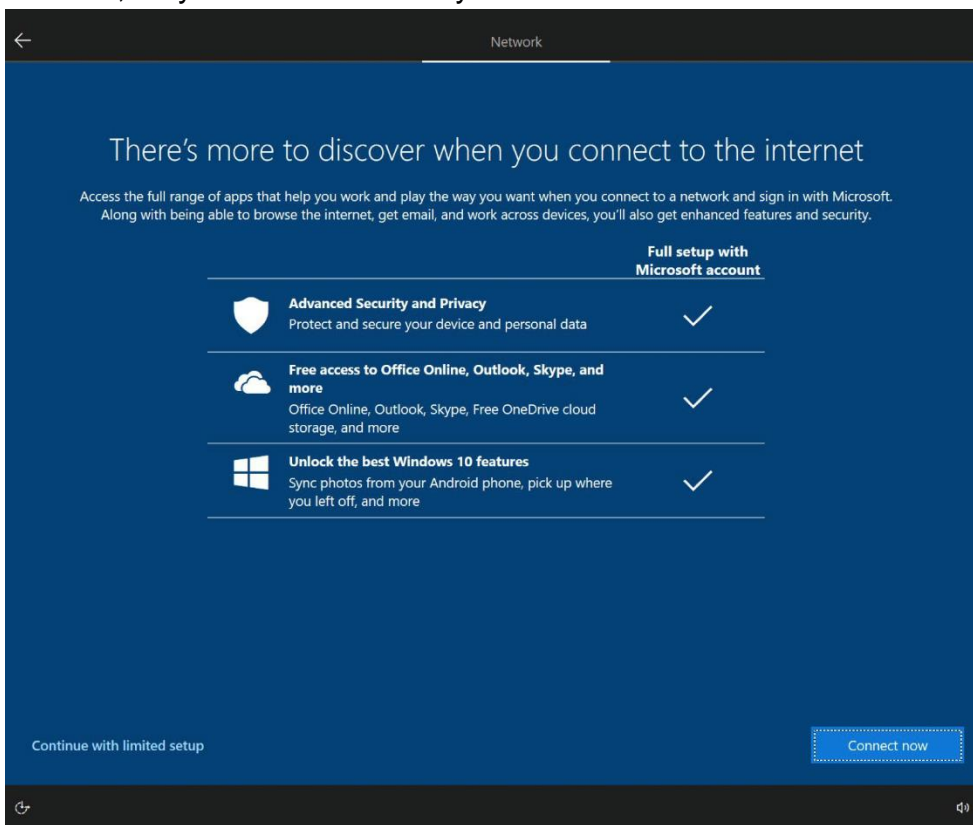 Network
There's more to discover when you connect to the internet
Access the full range of apps that help you work and play the way you want when you connect to a network and sign in with Microsoft.
Along with being able to browse the internet, get email, and work across devices, you'll also get enhanced features and security.
Full setup with
Microsoft account
Advanced Security and Privacy
Protect and secure your device and personal data
Free access to Office Online, Outlook, Skype, and
more
Office Online, Outlook, Skype, Free OneDrive cloud
storage, and more
Unlock the best Windows 10 features
Sync photos from your Android phone, pick up where
you left off, and more
Continue with limited setup
Connect now